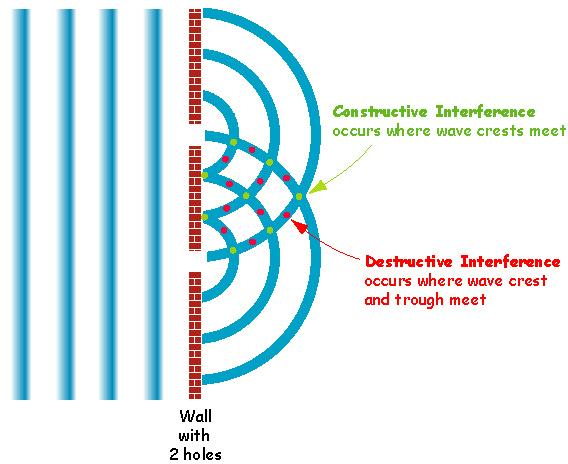 Constructive Interference
occurs where wave crests meet
Destructive Interference
occurs where wave crest
and trough meet
Wall
with
2 holes